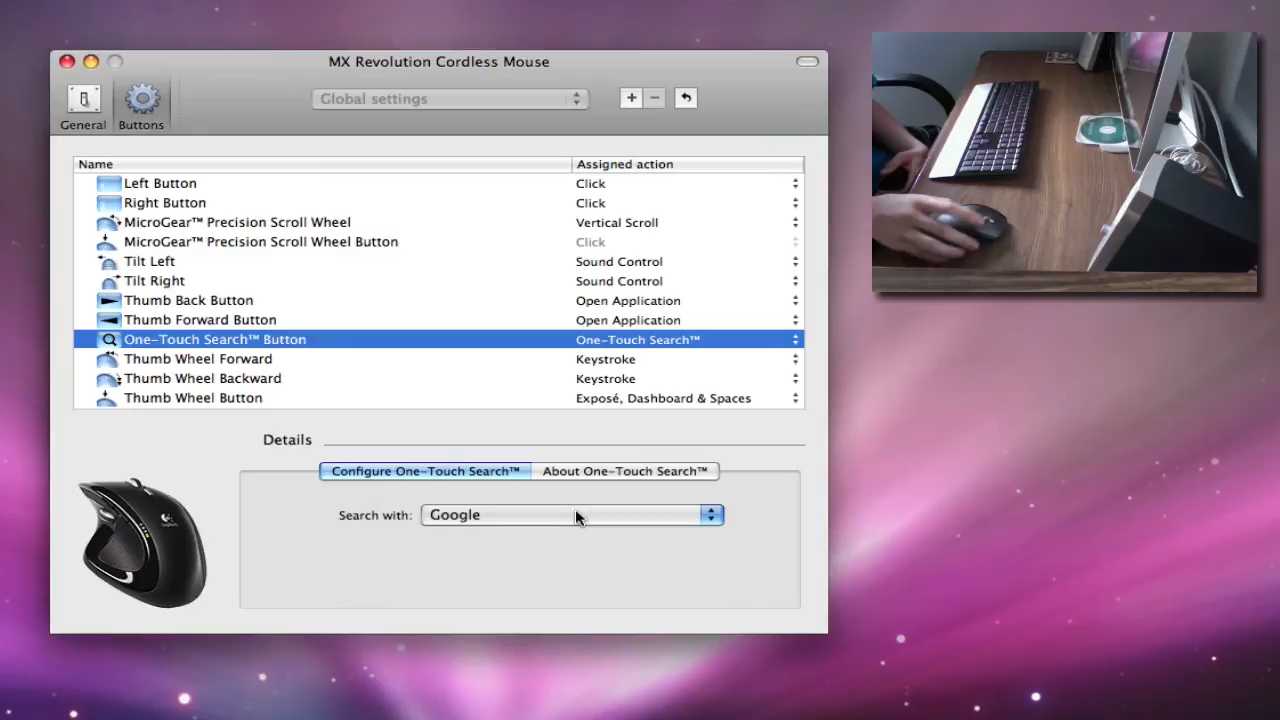 MX Revolution Cordless Mouse
Global settings
General
Buttons
Name Assigned action
Left Button Click
Right Button Click
MicroGear™ Precision Scroll Wheel Vertical Scroll
MicroGear™ Precision Scroll Wheel Button Click
Tilt Left Sound Control
Tilt Right Sound Control
Thumb Back Button Open Application
Thumb Forward Button Open Application
One-Touch Search™ Button One-Touch Search™
Thumb Wheel Forward Keystroke
Thumb Wheel Backward Keystroke
Thumb Wheel Button Exposé, Dashboard & Spaces
Details
Configure One-Touch Search™ About One-Touch Search™
Search with: Google